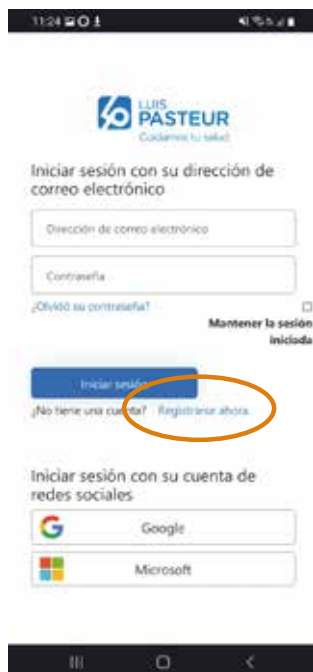 11:24
LUIS
PASTEUR
Cuidamos tu salud
Iniciar sesión con su dirección de
correo electrónico
Dirección de correo electrónico
Contraseña
¿Olvidó su contraseña?
Mantener la sesión
iniciada
Iniciar sesión
¿No tiene una cuenta? Registrarse ahora.
Iniciar sesión con su cuenta de
redes sociales
Google
Microsoft